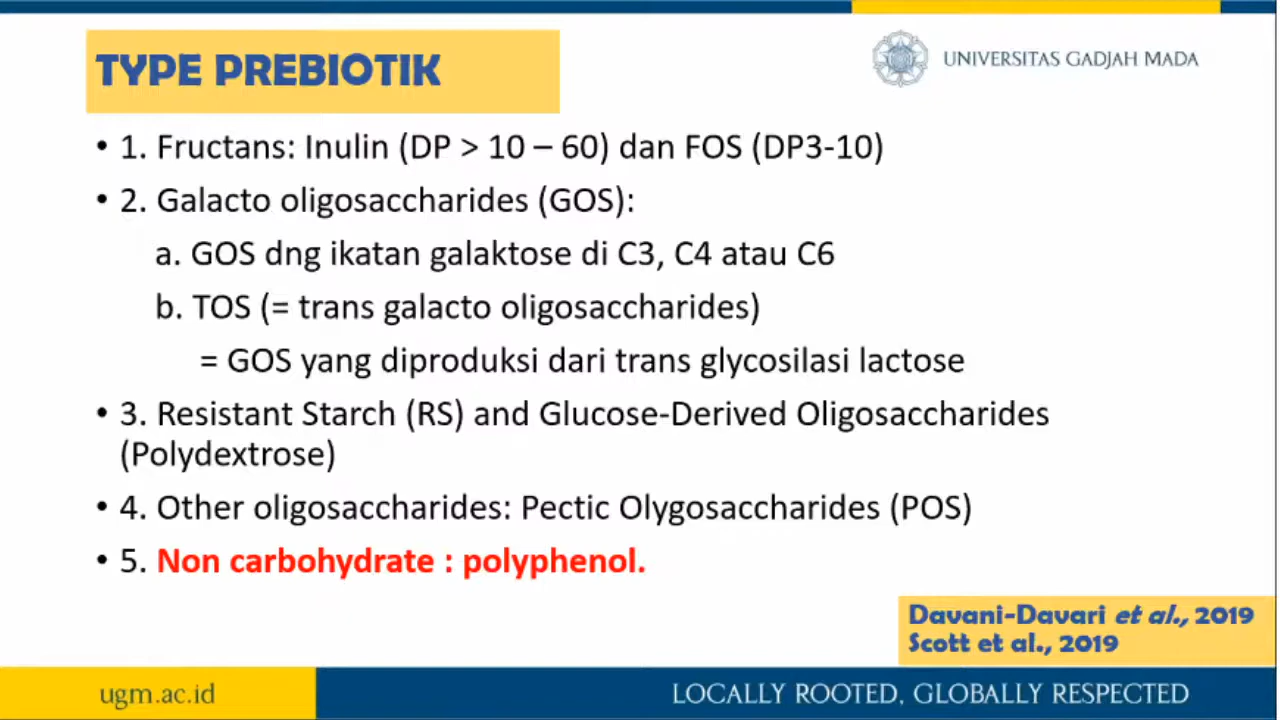 TYPE PREBIOTIK
UNIVERSITAS GADJAH MADA
• 1. Fructans: Inulin (DP > 10 – 60) dan FOS (DP3-10)
• 2. Galacto oligosaccharides (GOS):
a. GOS dng ikatan galaktose di C3, C4 atau C6
b. TOS (= trans galacto oligosaccharides)
= GOS yang diproduksi dari trans glycosilasi lactose
• 3. Resistant Starch (RS) and Glucose-Derived Oligosaccharides
(Polydextrose)
• 4. Other oligosaccharides: Pectic Olygosaccharides (POS)
• 5. Non carbohydrate : polyphenol.
Davani-Davari et al., 2019
Scott et al., 2019
ugm.ac.id
LOCALLY ROOTED, GLOBALLY RESPECTED